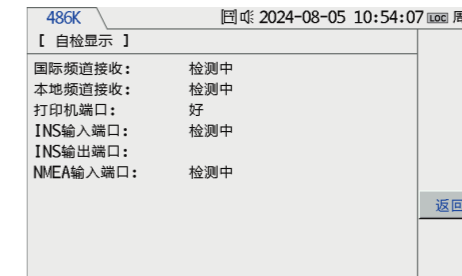 486K 2024-08-05 10:54:07 LOC 周
[ 自检显示 ]
国际频道接收: 检测中
本地频道接收: 检测中
打印机端口: 好
INS输入端口: 检测中
INS输出端口:
NMEA输入端口: 检测中
返回